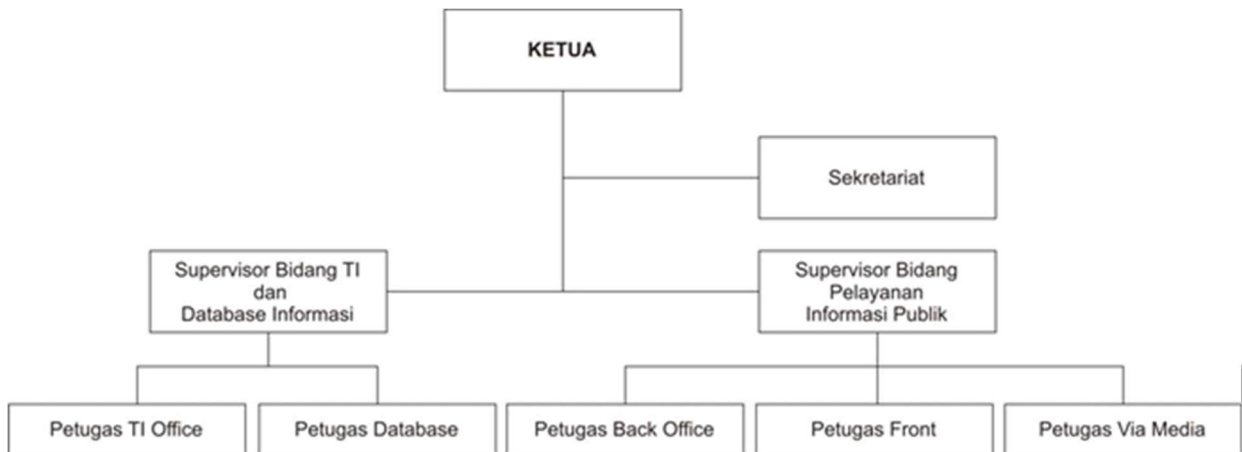 KETUA
Sekretariat
Supervisor Bidang TI
dan
Database Informasi
Supervisor Bidang
Pelayanan
Informasi Publik
Petugas TI Office
Petugas Database
Petugas Back Office
Petugas Front
Petugas Via Media